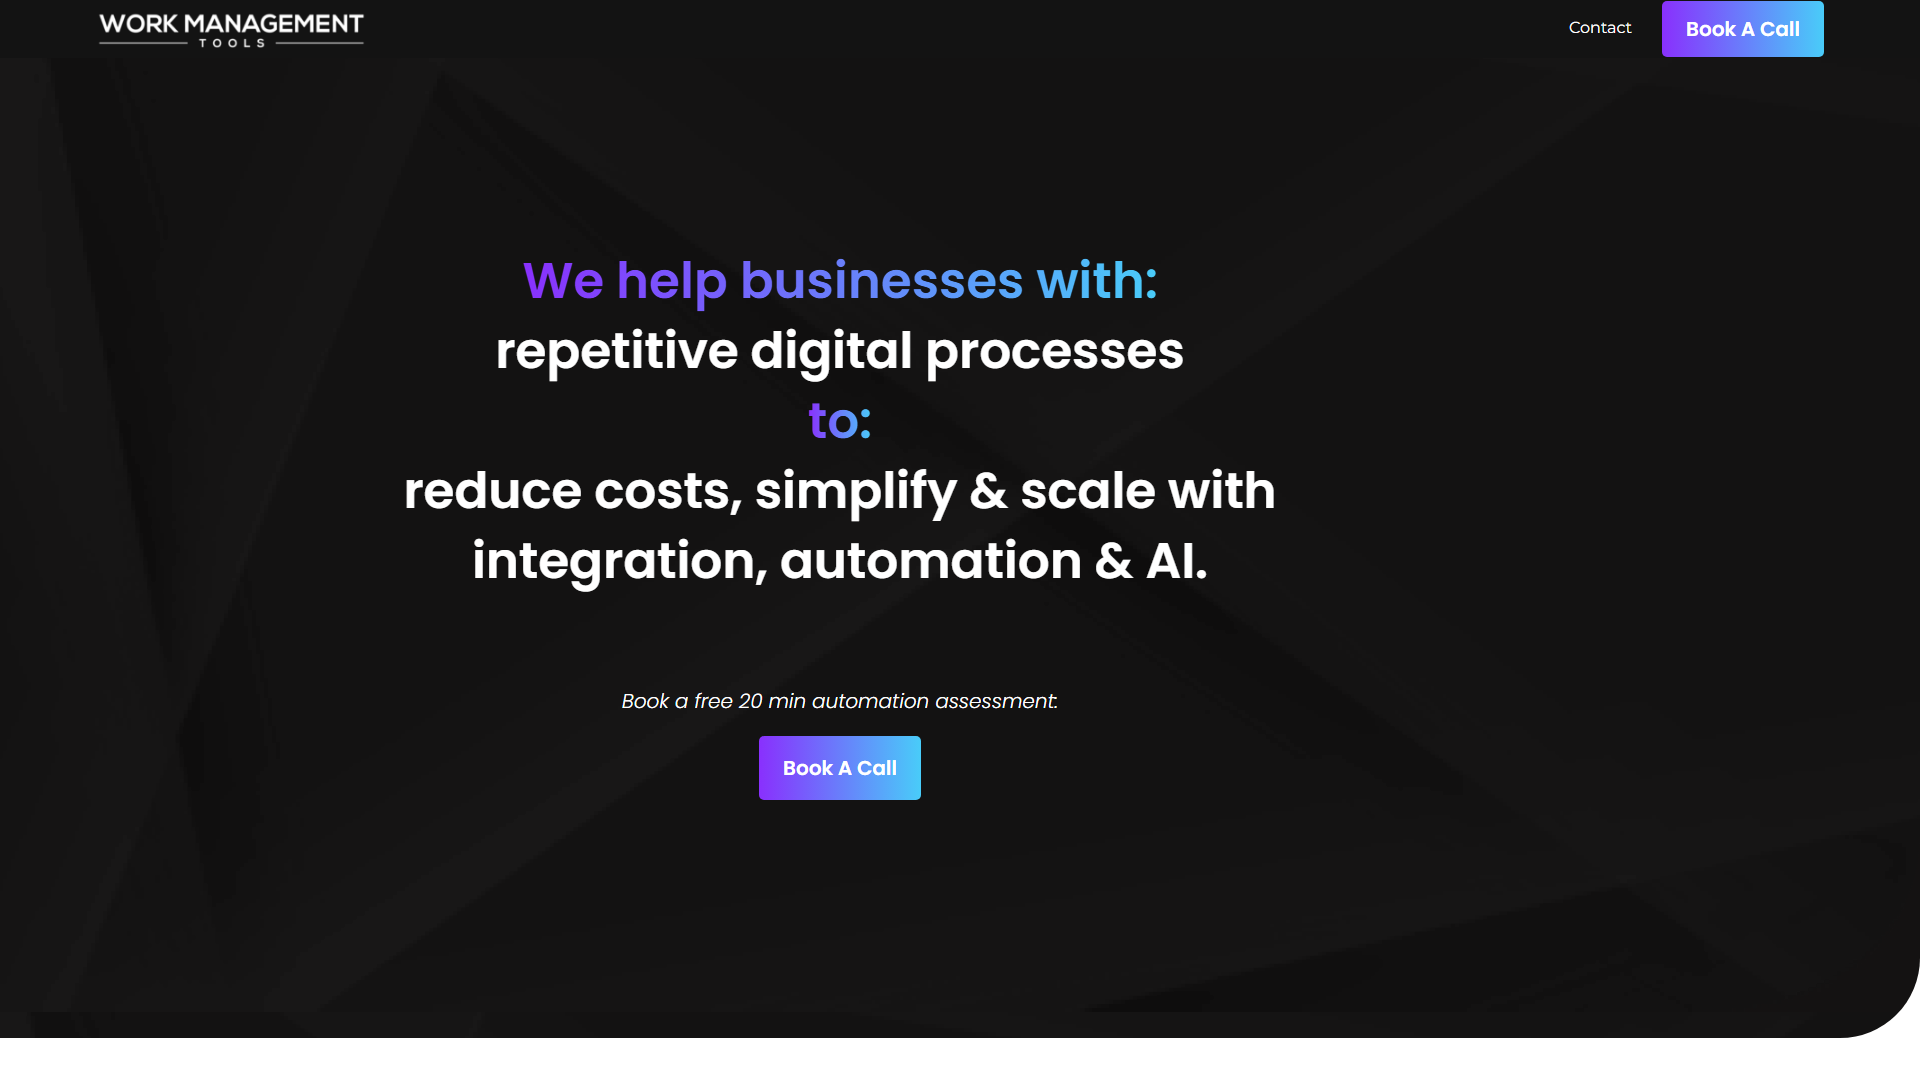 WORK MANAGEMENT
TOOLS
Contact
Book A Call
We help businesses with:
repetitive digital processes
to:
reduce costs, simplify & scale with
integration, automation & AI.
Book a free 20 min automation assessment:
Book A Call